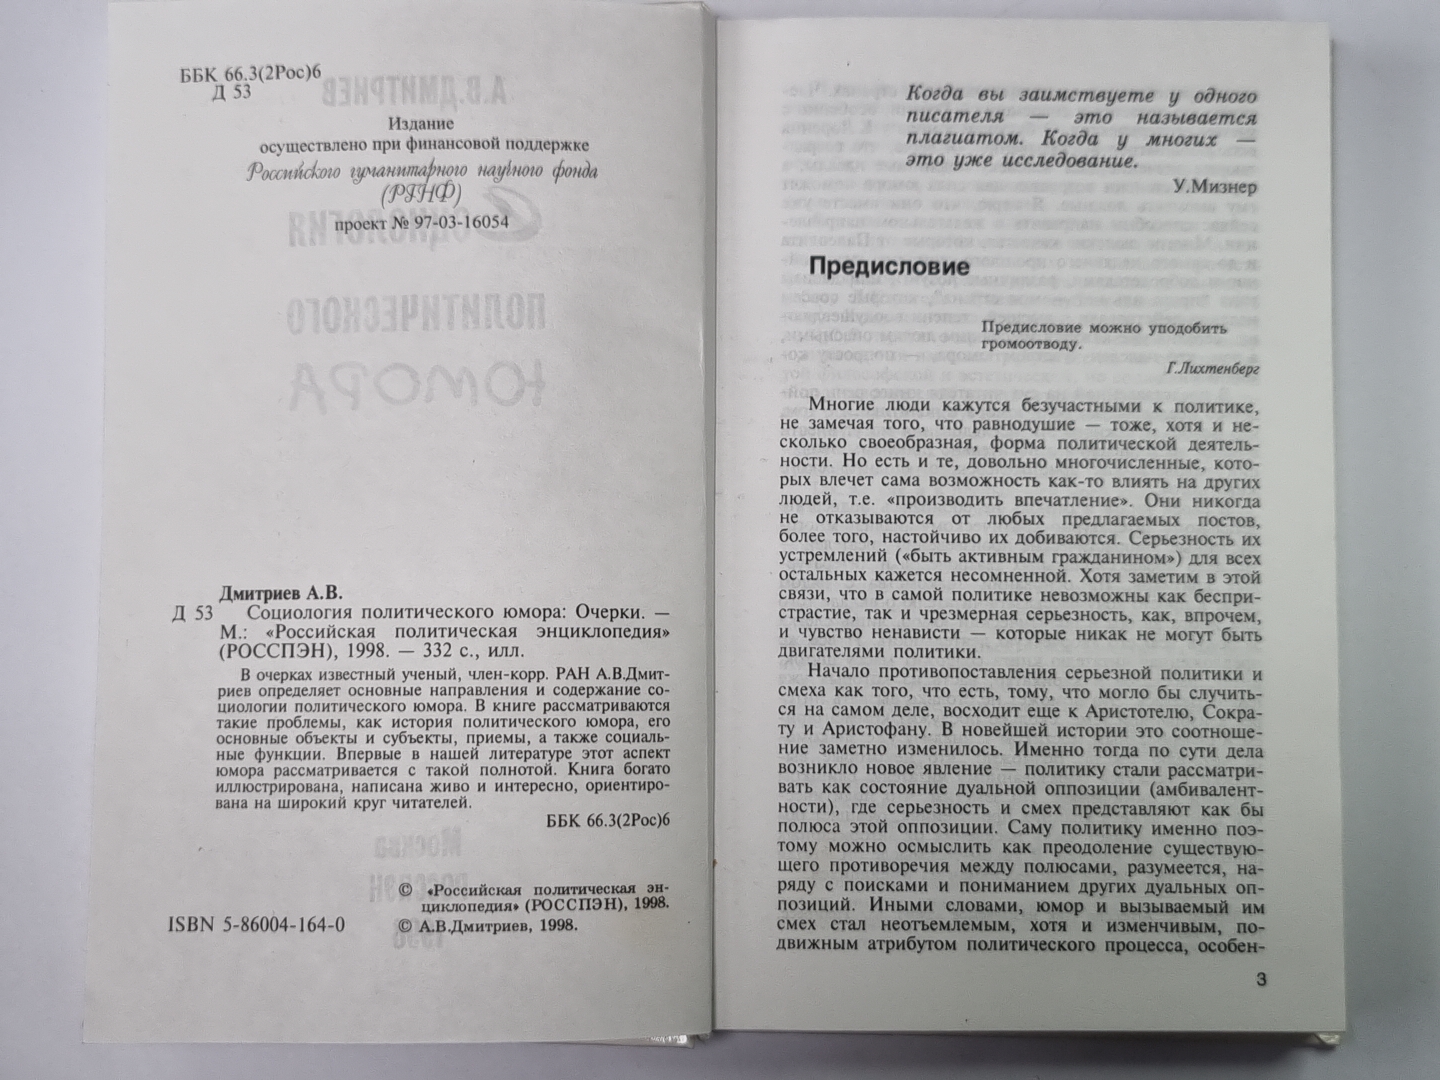 ББК 66.3(2Рос)6
Д 53
Издание
осуществлено при финансовой поддержке
Российского гуманитарного научного фонда
(РГНФ)
проект № 97-03-16054
Дмитриев А.В.
Д 53 Социология политического юмора: Очерки. —
М.: «Российская политическая энциклопедия»
(РОССПЭН), 1998. — 332 с., илл.
В очерках известный ученый, член-корр. РАН А.В.Дмит-
риев определяет основные направления и содержание со-
циологии политического юмора. В книге рассматриваются
такие проблемы, как история политического юмора, его
основные объекты и субъекты, приемы, а также социаль-
ные функции. Впервые в нашей литературе этот аспект
юмора рассматривается с такой полнотой. Книга богато
иллюстрирована, написана живо и интересно, ориентиро-
вана на широкий круг читателей.
ББК 66.3(2Рос)6
© «Российская политическая эн-
циклопедия» (РОССПЭН), 1998.
ISBN 5-86004-164-0 © А.В.Дмитриев, 1998.
Когда вы заимствуете у одного
писателя — это называется
плагиатом. Когда у многих —
это уже исследование.
У.Мизнер
Предисловие
Предисловие можно уподобить
громоотводу.
Г.Лихтенберг
Многие люди кажутся безучастными к политике,
не замечая того, что равнодушие — тоже, хотя и не-
сколько своеобразная, форма политической деятель-
ности. Но есть и те, довольно многочисленные, кото-
рых влечет сама возможность как-то влиять на других
людей, т.е. «производить впечатление». Они никогда
не отказываются от любых предлагаемых постов,
более того, настойчиво их добиваются. Серьезность их
устремлений («быть активным гражданином») для всех
остальных кажется несомненной. Хотя заметим в этой
связи, что в самой политике невозможны как беспри-
страстие, так и чрезмерная серьезность, как, впрочем,
и чувство ненависти — которые никак не могут быть
двигателями политики.
Начало противопоставления серьезной политики и
смеха как того, что есть, тому, что могло бы случить-
ся на самом деле, восходит еще к Аристотелю, Сокра-
ту и Аристофану. В новейшей истории это соотноше-
ние заметно изменилось. Именно тогда по сути дела
возникло новое явление — политику стали рассматри-
вать как состояние дуальной оппозиции (амбивалент-
ности), где серьезность и смех представляют как бы
полюса этой оппозиции. Саму политику именно поэ-
тому можно осмыслить как преодоление существую-
щего противоречия между полюсами, разумеется, на-
ряду с поисками и пониманием других дуальных оп-
позиций. Иными словами, юмор и вызываемый им
смех стал неотъемлемым, хотя и изменчивым, по-
движным атрибутом политического процесса, особен-
3